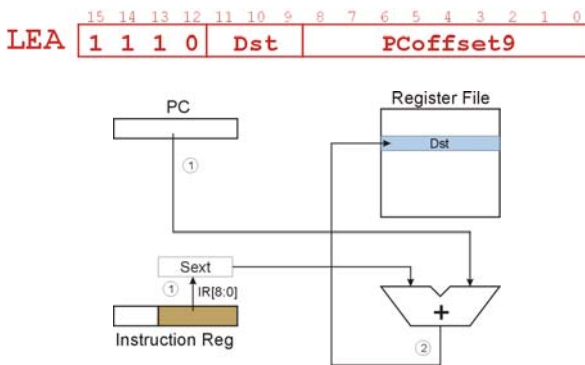 15 14 13 12 11 10 9 8 7 6 5 4 3 2 1 0
LEA 1 1 1 0 Dst PCoffset9
PC
Register File
Dst
1
Sext
1 IR[8:0]
Instruction Reg
+
2